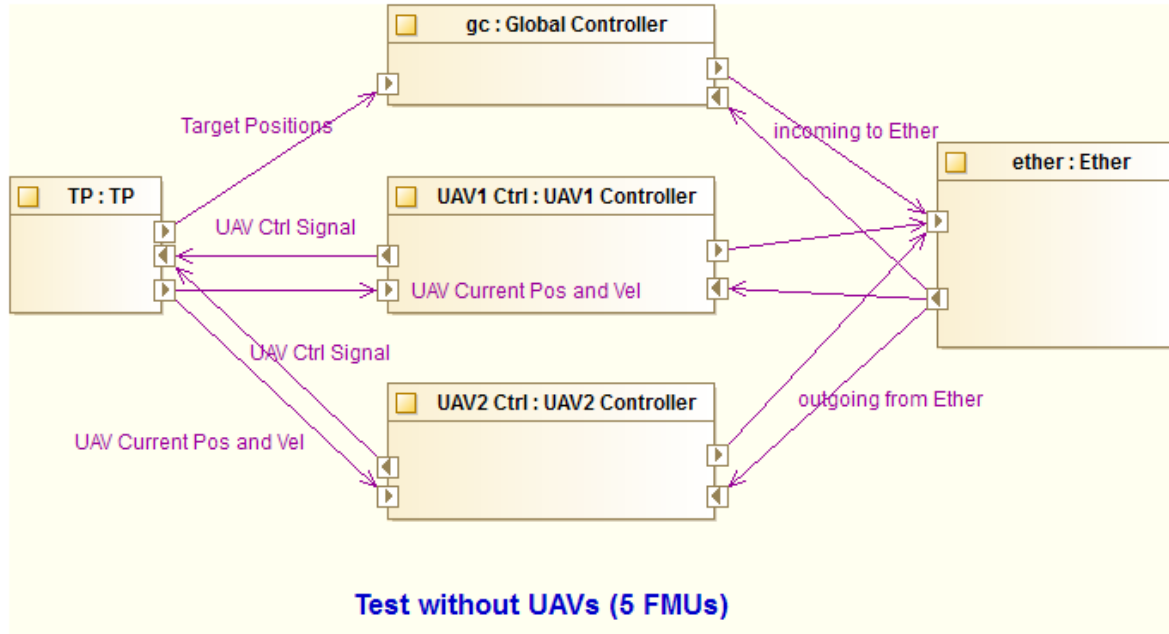 gc : Global Controller
Target Positions
incoming to Ether
ether : Ether
TP : TP
UAV1 Ctrl : UAV1 Controller
UAV Ctrl Signal
UAV Current Pos and Vel
UAV Ctrl Signal
UAV2 Ctrl : UAV2 Controller
outgoing from Ether
UAV Current Pos and Vel
Test without UAVs (5 FMUs)